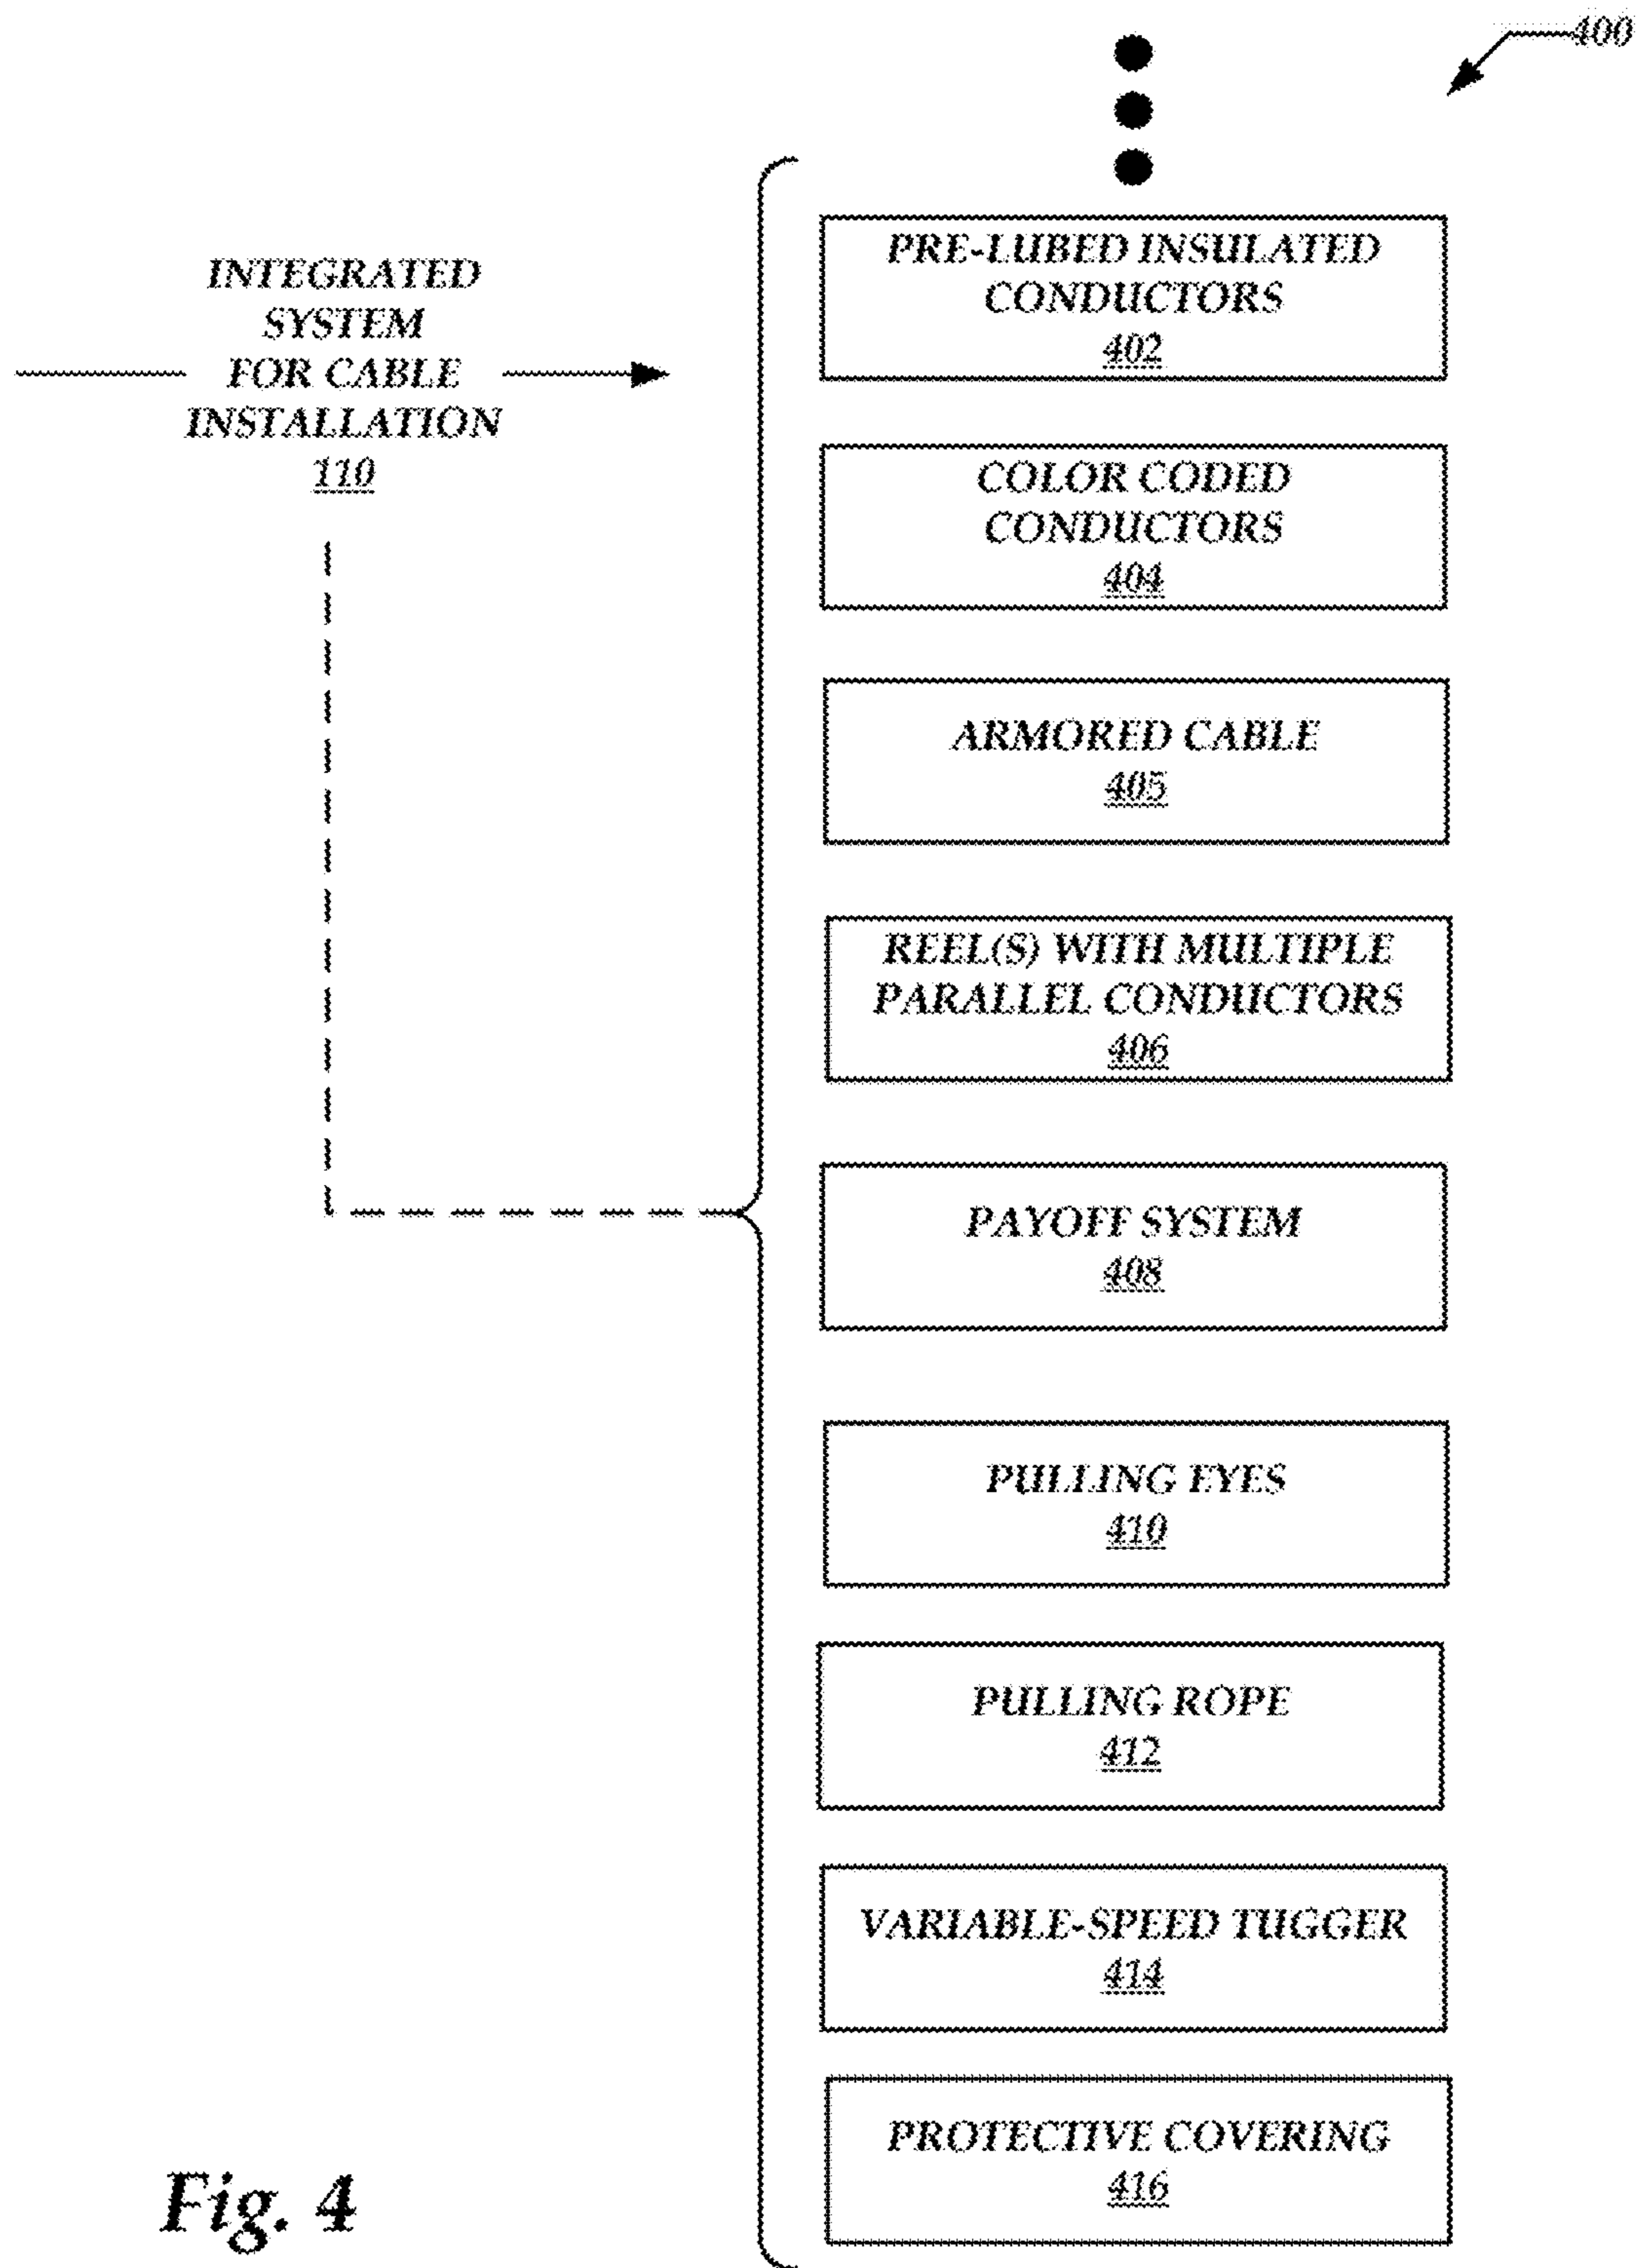 400
INTEGRATED
SYSTEM
FOR CABLE
INSTALLATION
110
PRE-LUBED INSULATED
CONDUCTORS
402
COLOR CODED
CONDUCTORS
404
ARMORED CABLE
405
REEL(S) WITH MULTIPLE
PARALLEL CONDUCTORS
406
PAYOFF SYSTEM
408
PULLING EYES
410
PULLING ROPE
412
VARIABLE-SPEED TUGGER
414
PROTECTIVE COVERING
416
Fig. 4